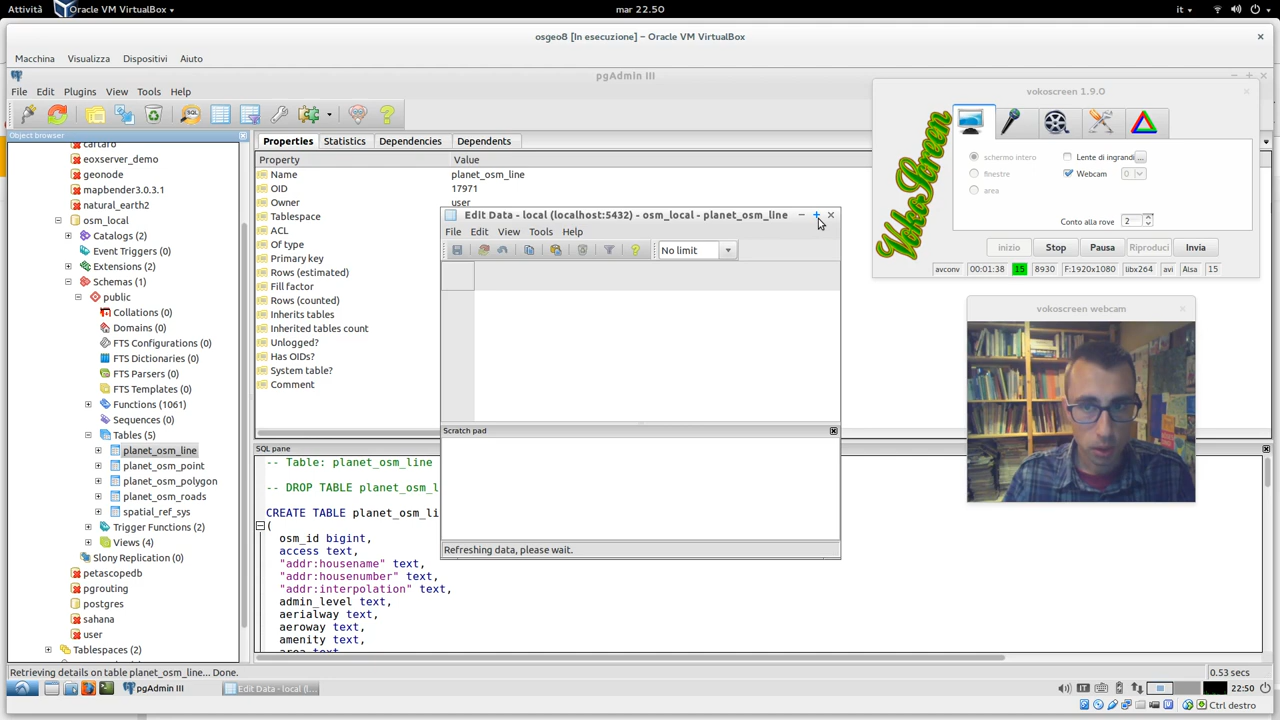 Attività
Oracle VM VirtualBox
mar 22.50
it
osgeo8 [In esecuzione] – Oracle VM VirtualBox
Macchina Visualizza Dispositivi Aiuto
pgAdmin III
File Edit Plugins View Tools Help
Object browser
cartaro
eoxserver_demo
geonode
mapbender3.0.3.1
natural_earth2
osm_local
Catalogs (2)
Event Triggers (0)
Extensions (2)
Schemas (1)
public
Collations (0)
Domains (0)
FTS Configurations (0)
FTS Dictionaries (0)
FTS Parsers (0)
FTS Templates (0)
Functions (1061)
Sequences (0)
Tables (5)
planet_osm_line
planet_osm_point
planet_osm_polygon
planet_osm_roads
spatial_ref_sys
Trigger Functions (2)
Views (4)
Slony Replication (0)
petascopedb
pgrouting
postgres
sahana
user
Tablespaces (2)
Properties Statistics Dependencies Dependents
Property Value
Name planet_osm_line
OID 17971
Owner user
Tablespace
ACL
Of type
Primary key
Rows (estimated)
Fill factor
Rows (counted)
Inherits tables
Inherited tables count
Unlogged?
Has OIDs?
System table?
Comment
SQL pane
-- Table: planet_osm_line
-- DROP TABLE planet_osm_l
CREATE TABLE planet_osm_li
(
osm_id bigint,
access text,
"addr:housename" text,
"addr:housenumber" text,
"addr:interpolation" text,
admin_level text,
aerialway text,
aeroway text,
amenity text,
area text,
Edit Data - local (localhost:5432) - osm_local - planet_osm_line
File Edit View Tools Help
No limit
Scratch pad
Refreshing data, please wait.
vokoscreen 1.9.0
VokoScreen
schermo intero
finestre
area
Lente di ingrandi ...
Webcam 0
Conto alla rove 2
inizio Stop Pausa Riproduci Invia
avconv 00:01:38 15 8930 F:1920x1080 libx264 avi Alsa 15
vokoscreen webcam
Retrieving details on table planet_osm_line... Done.
0.53 secs
pgAdmin III
Edit Data - local (l...
IT
22:50
Ctrl destro